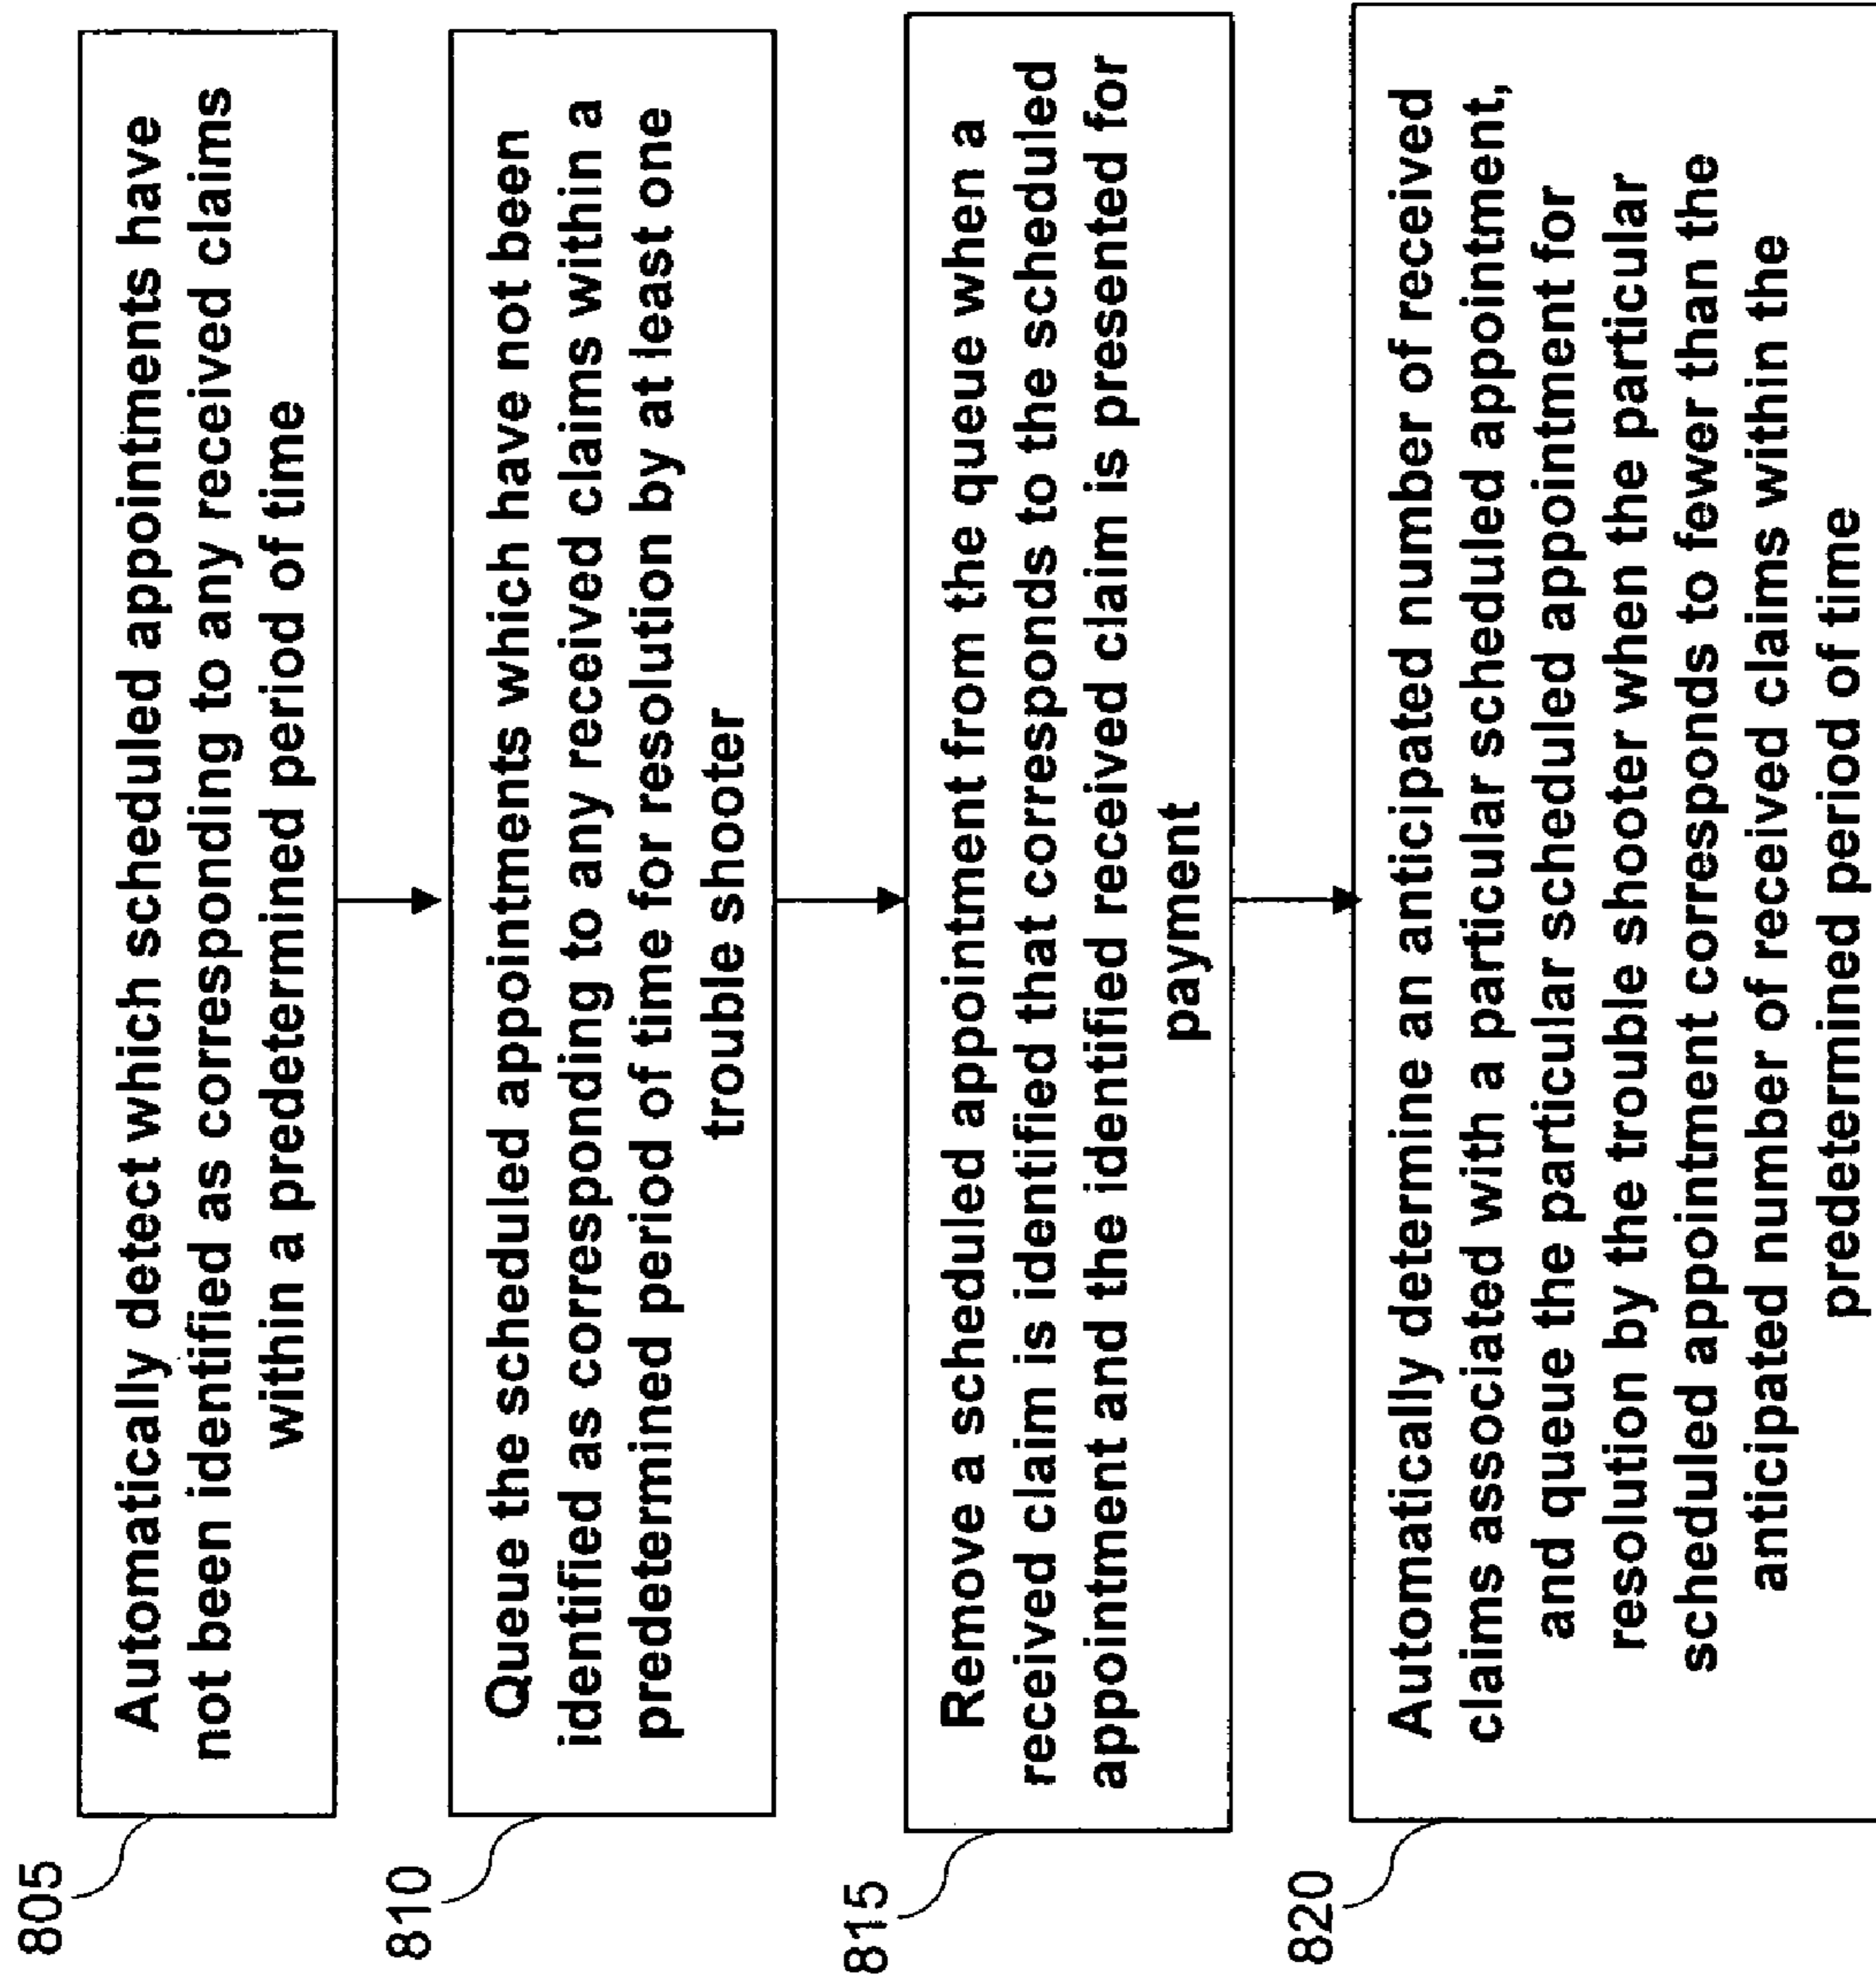 805
Automatically detect which scheduled appointments have
not been identified as corresponding to any received claims
within a predetermined period of time
810
Queue the scheduled appointments which have not been
identified as corresponding to any received claims within a
predetermined period of time for resolution by at least one
trouble shooter
815
Remove a scheduled appointment from the queue when a
received claim is identified that corresponds to the scheduled
appointment and the identified received claim is presented for
payment
820
Automatically determine an anticipated number of received
claims associated with a particular scheduled appointment,
and queue the particular scheduled appointment for
resolution by the trouble shooter when the particular
scheduled appointment corresponds to fewer than the
anticipated number of received claims within the
predetermined period of time